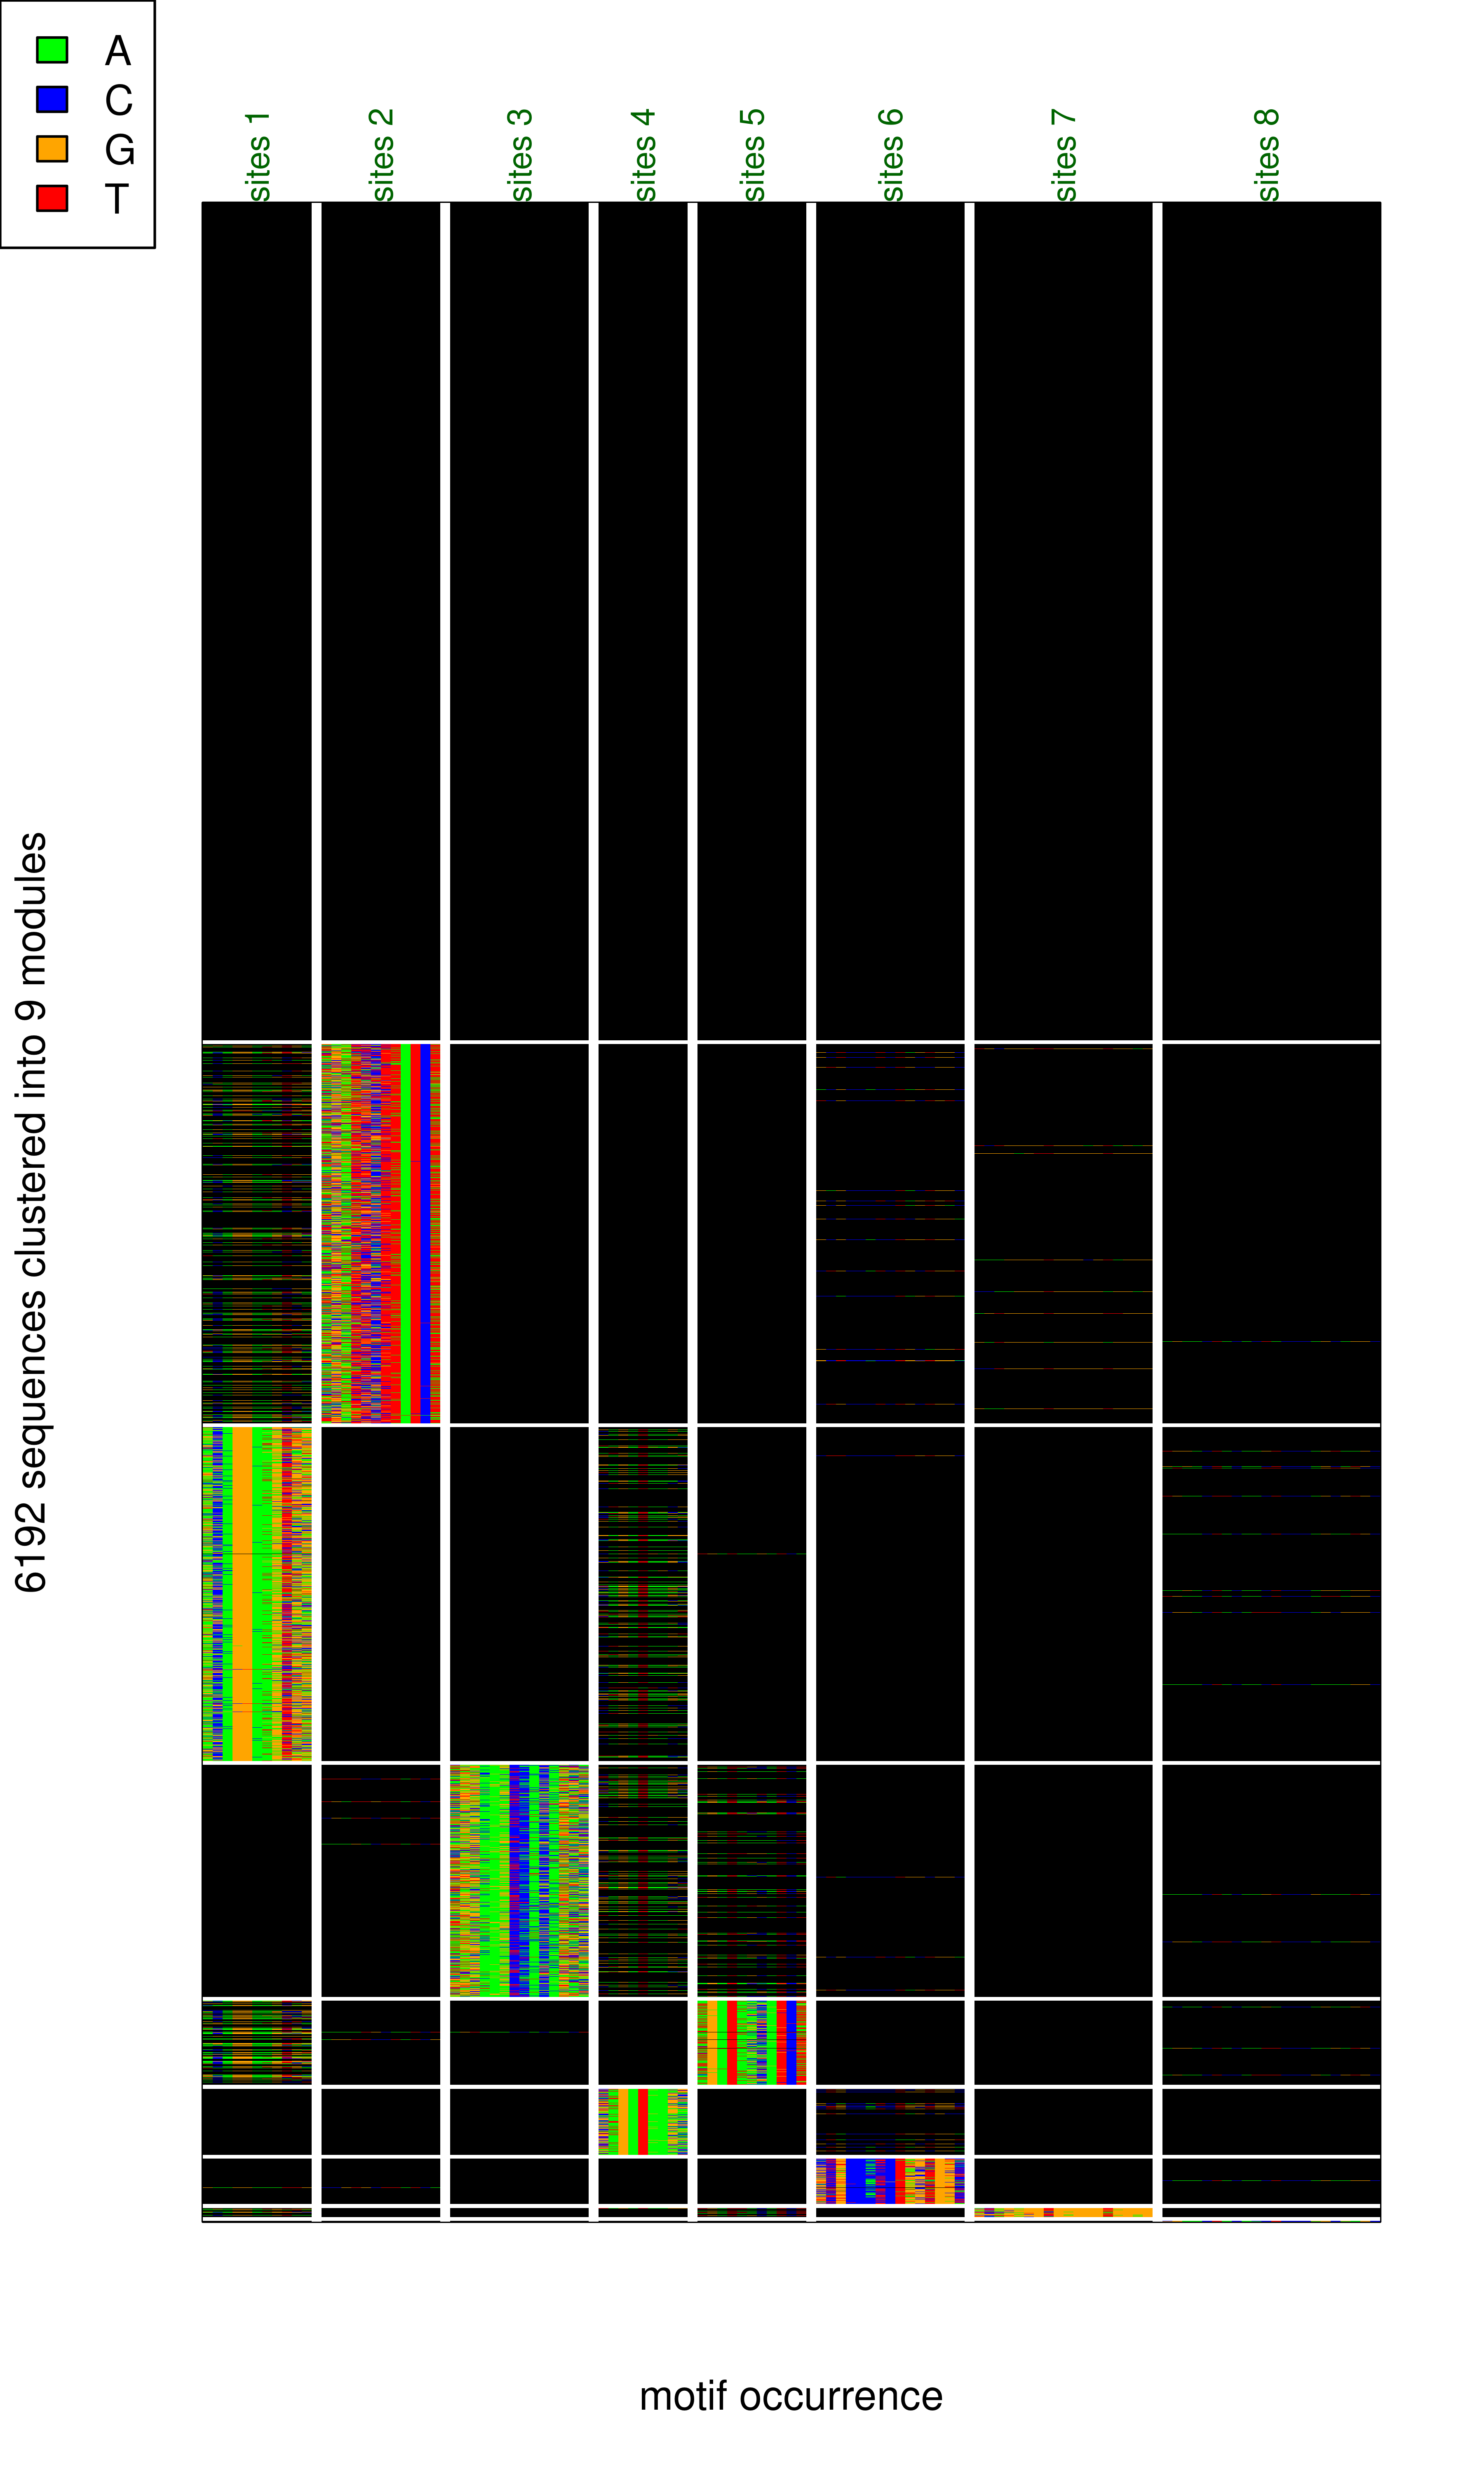 A
C
G
T
sites 1
sites 2
sites 3
sites 4
sites 5
sites 6
sites 7
sites 8
6192 sequences clustered into 9 modules
motif occurrence